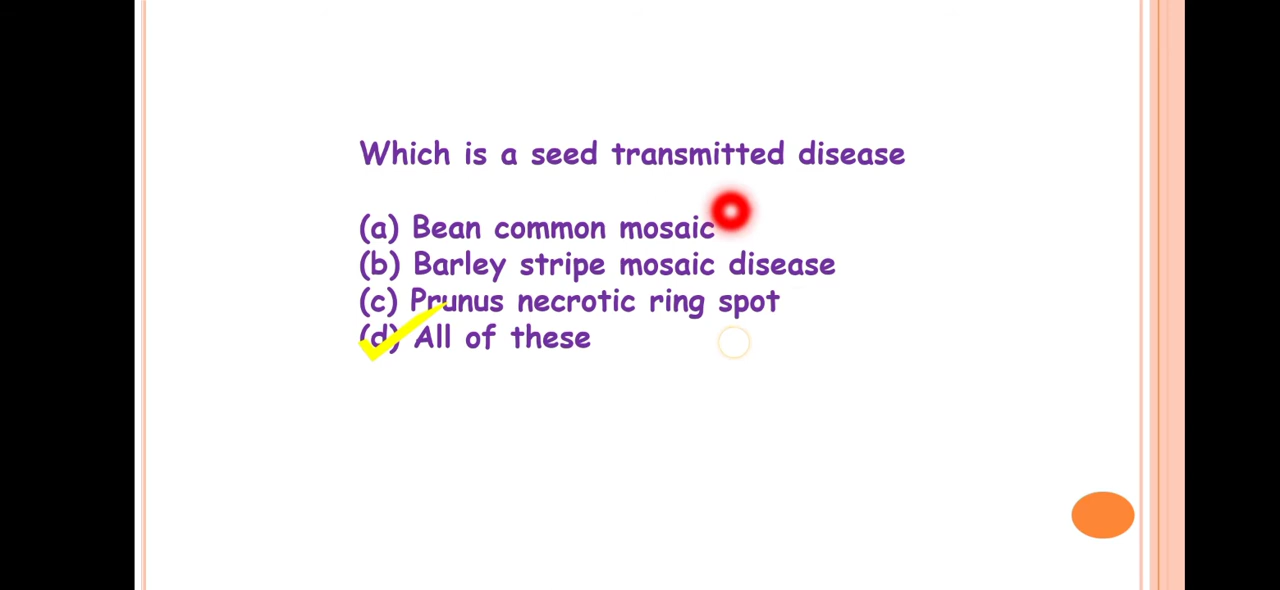 Which is a seed transmitted disease
(a) Bean common mosaic
(b) Barley stripe mosaic disease
(c) Prunus necrotic ring spot
(d) All of these